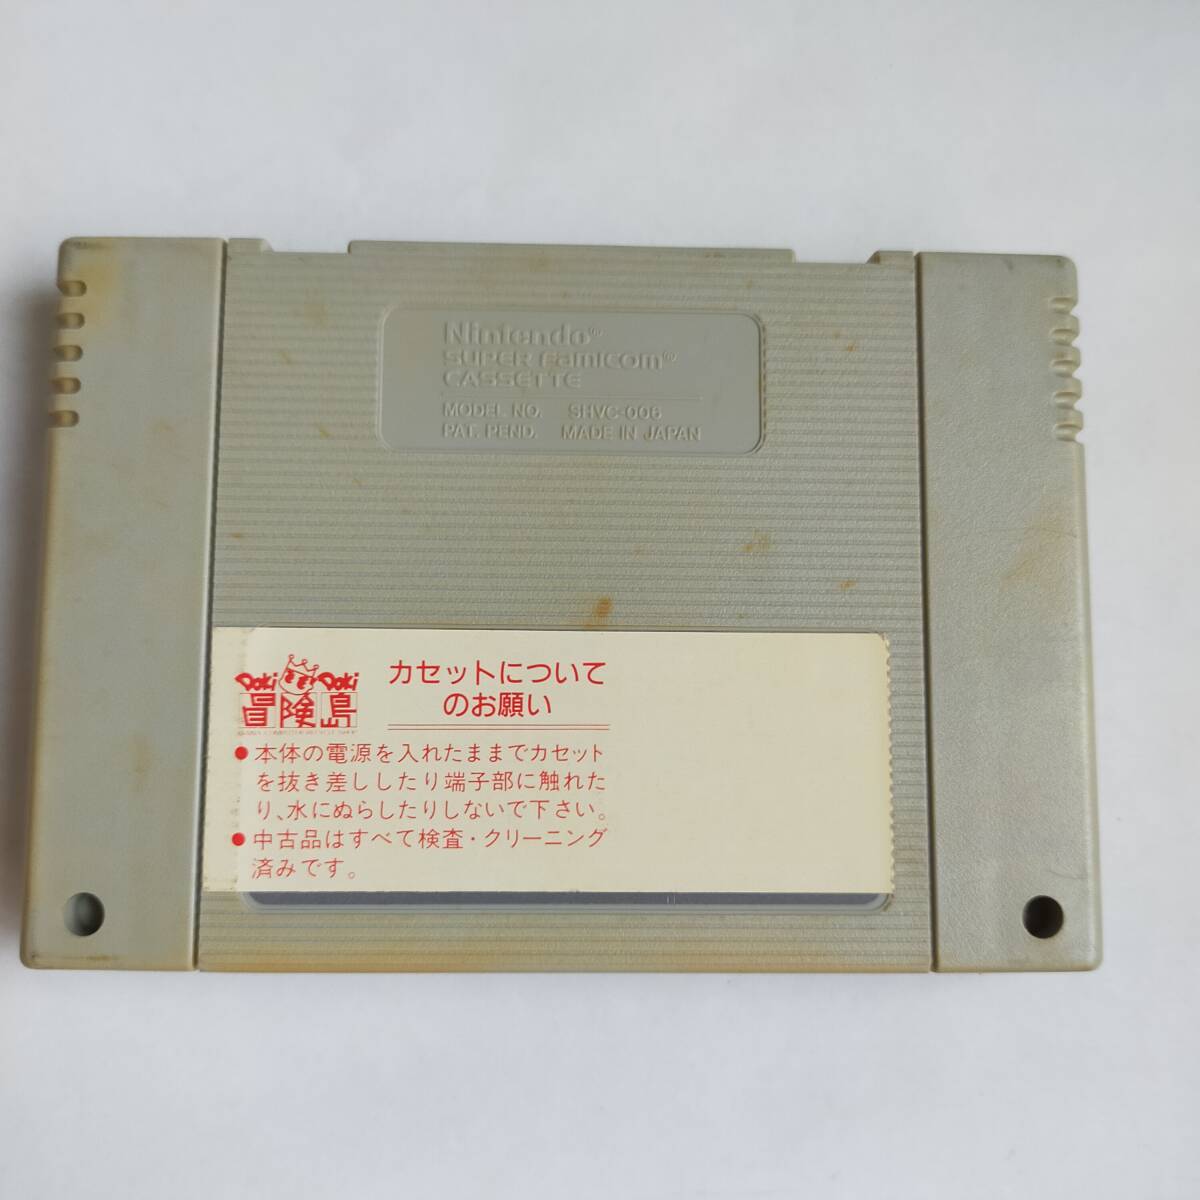 Nintendo®
SUPER Famicom®
CASSETTE
MODEL NO. SHVC-006
PAT. PEND. MADE IN JAPAN
Doki Doki
冒険島
カセットについて
のお願い
●本体の電源を入れたままでカセット
を抜き差ししたり端子部に触れた
り、水にぬらしたりしないで下さい。
●中古品はすべて検査・クリーニング
済みです。